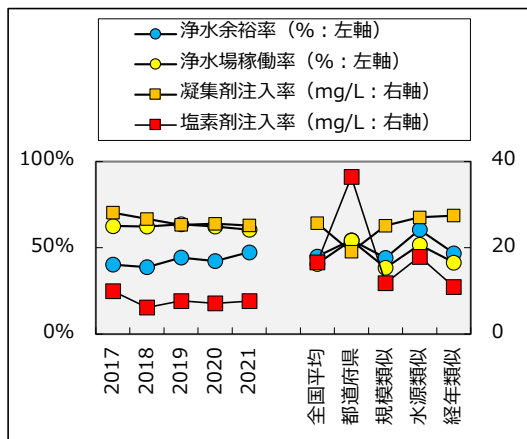 浄水余裕率（%：左軸）
浄水場稼働率（%：左軸）
凝集剤注入率（mg/L：右軸）
塩素剤注入率（mg/L：右軸）
100%
40
50%
20
0%
0
2017
2018
2019
2020
2021
全国平均
都道府県
規模類似
水源類似
経年類似